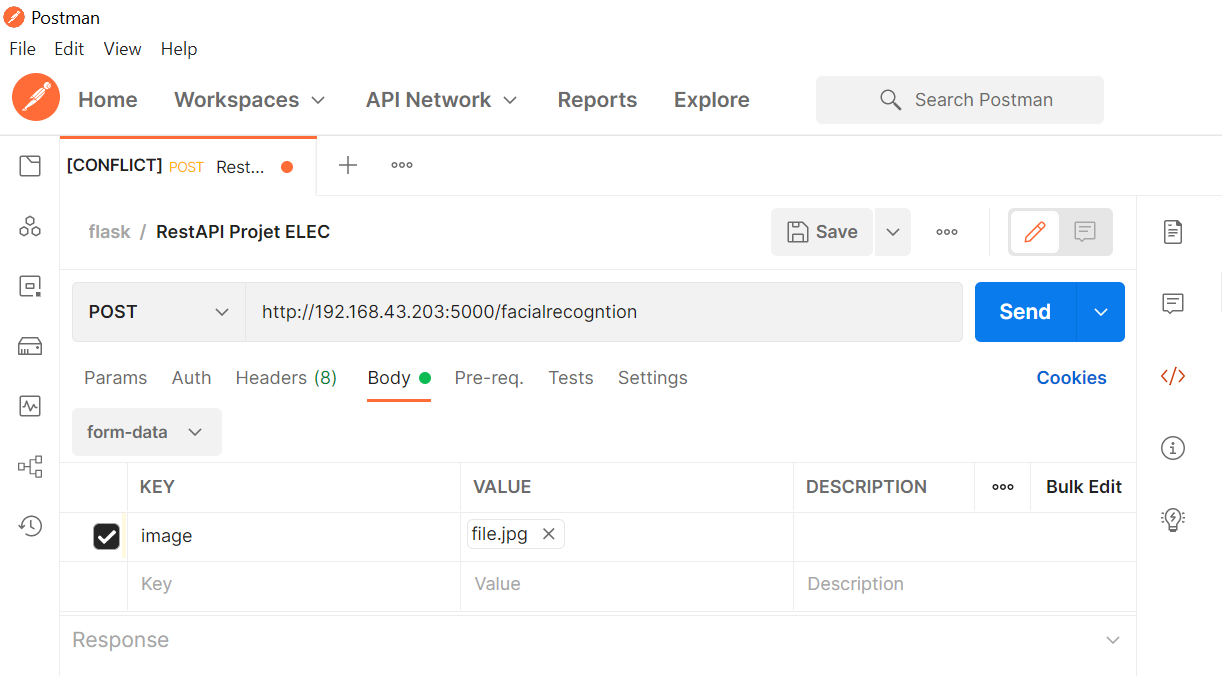 Postman
File Edit View Help
Home Workspaces API Network Reports Explore Search Postman
[CONFLICT] POST Rest...
flask / RestAPI Projet ELEC Save
POST http://192.168.43.203:5000/facialrecogntion Send
Params Auth Headers (8) Body Pre-req. Tests Settings Cookies
form-data
KEY VALUE DESCRIPTION Bulk Edit
image file.jpg
Key Value Description
Response